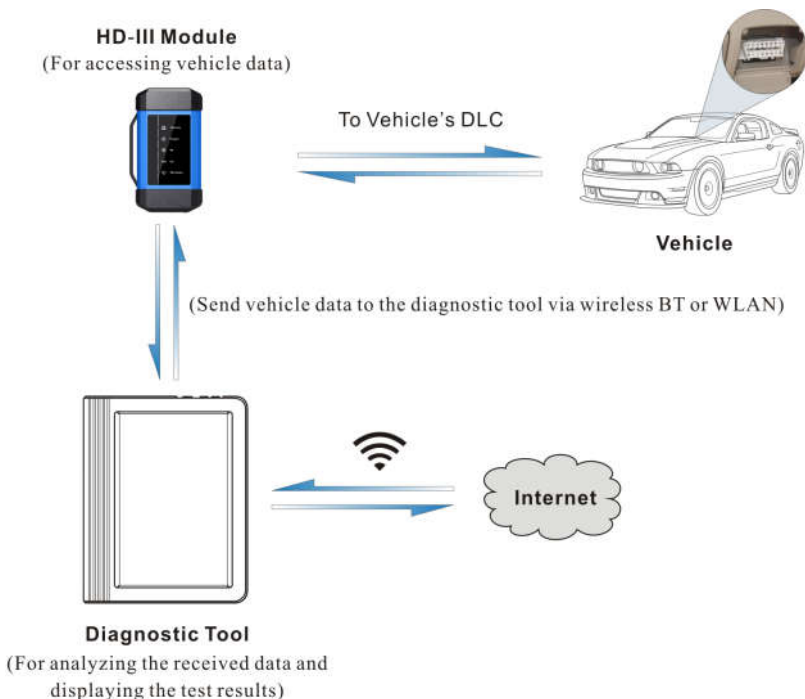 HD-III Module
(For accessing vehicle data)
To Vehicle's DLC
Vehicle
(Send vehicle data to the diagnostic tool via wireless BT or WLAN)
Internet
Diagnostic Tool
(For analyzing the received data and
displaying the test results)